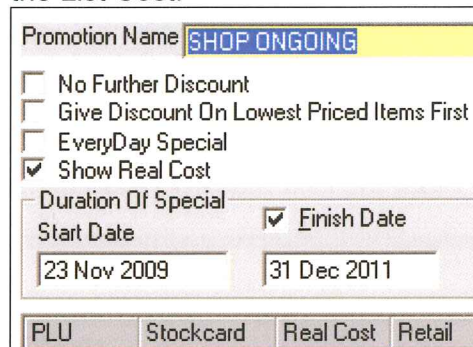 Promotion Name SHOP ONGOING
No Further Discount
Give Discount On Lowest Priced Items First
EveryDay Special
Show Real Cost
Duration Of Special
Start Date Finish Date
23 Nov 2009 31 Dec 2011
PLU Stockcard Real Cost Retail